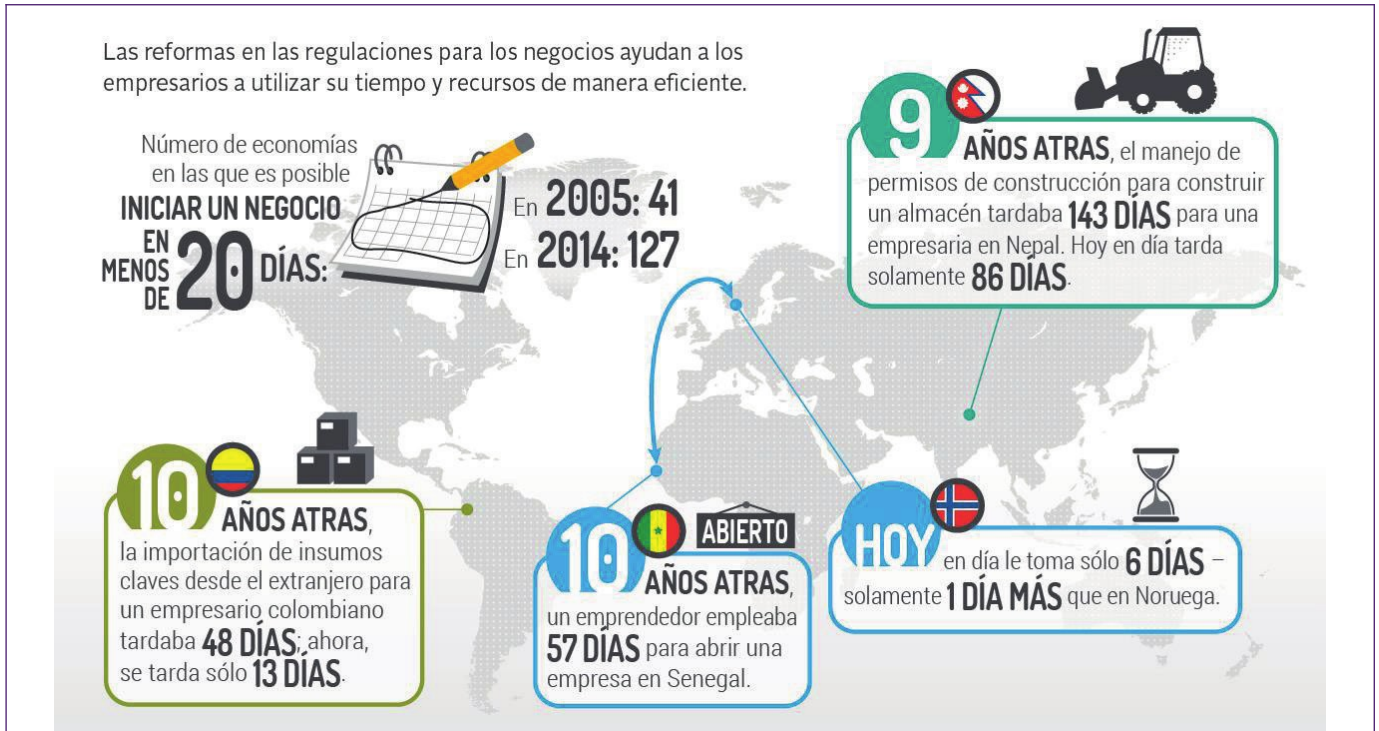 Las reformas en las regulaciones para los negocios ayudan a los
empresarios a utilizar su tiempo y recursos de manera eficiente.
Número de economías
en las que es posible
INICIAR UN NEGOCIO
EN
MENOS
DE
20 DÍAS:
En 2005: 41
En 2014: 127
9
AÑOS ATRAS, el manejo de
permisos de construcción para construir
un almacén tardaba 143 DÍAS para una
empresaria en Nepal. Hoy en día tarda
solamente 86 DÍAS.
10
AÑOS ATRAS,
la importación de insumos
claves desde el extranjero para
un empresario colombiano
tardaba 48 DÍAS; ahora,
se tarda sólo 13 DÍAS.
10
ABIERTO
AÑOS ATRAS,
un emprendedor empleaba
57 DÍAS para abrir una
empresa en Senegal.
HOY
en día le toma sólo 6 DÍAS –
solamente 1 DÍA MÁS que en Noruega.